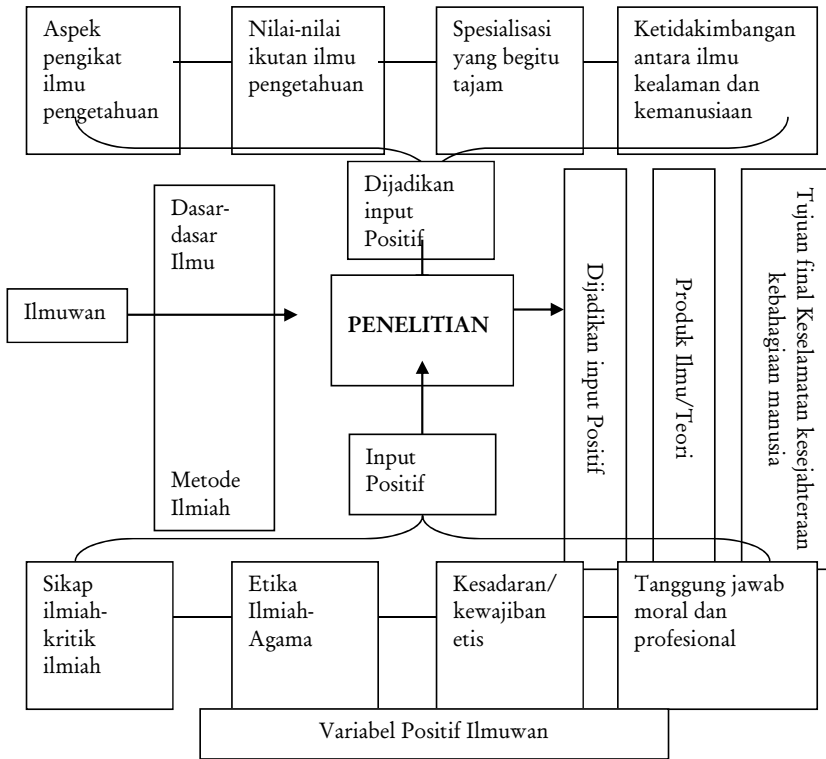 Aspek
pengikat
ilmu
pengetahuan
Nilai-nilai
ikutan ilmu
pengetahuan
Spesialisasi
yang begitu
tajam
Ketidakimbangan
antara ilmu
kealaman dan
kemanusiaan
Dijadikan
input
Positif
Dasar-
dasar
Ilmu
Metode
Ilmiah
Ilmuwan
PENELITIAN
Input
Positif
Dijadikan input Positif
Produk Ilmu/Teori
Tujuan final Keselamatan kesejahteraan
kebahagiaan manusia
Sikap
ilmiah-
kritik
ilmiah
Etika
Ilmiah-
Agama
Kesadaran/
kewajiban
etis
Tanggung jawab
moral dan
profesional
Variabel Positif Ilmuwan